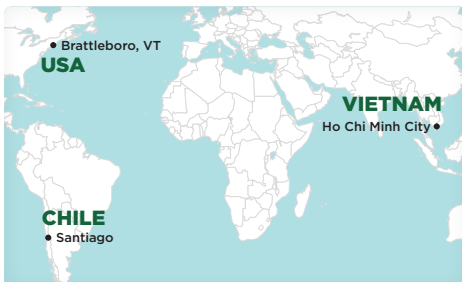 Brattleboro, VT
USA
VIETNAM
Ho Chi Minh City
CHILE
Santiago